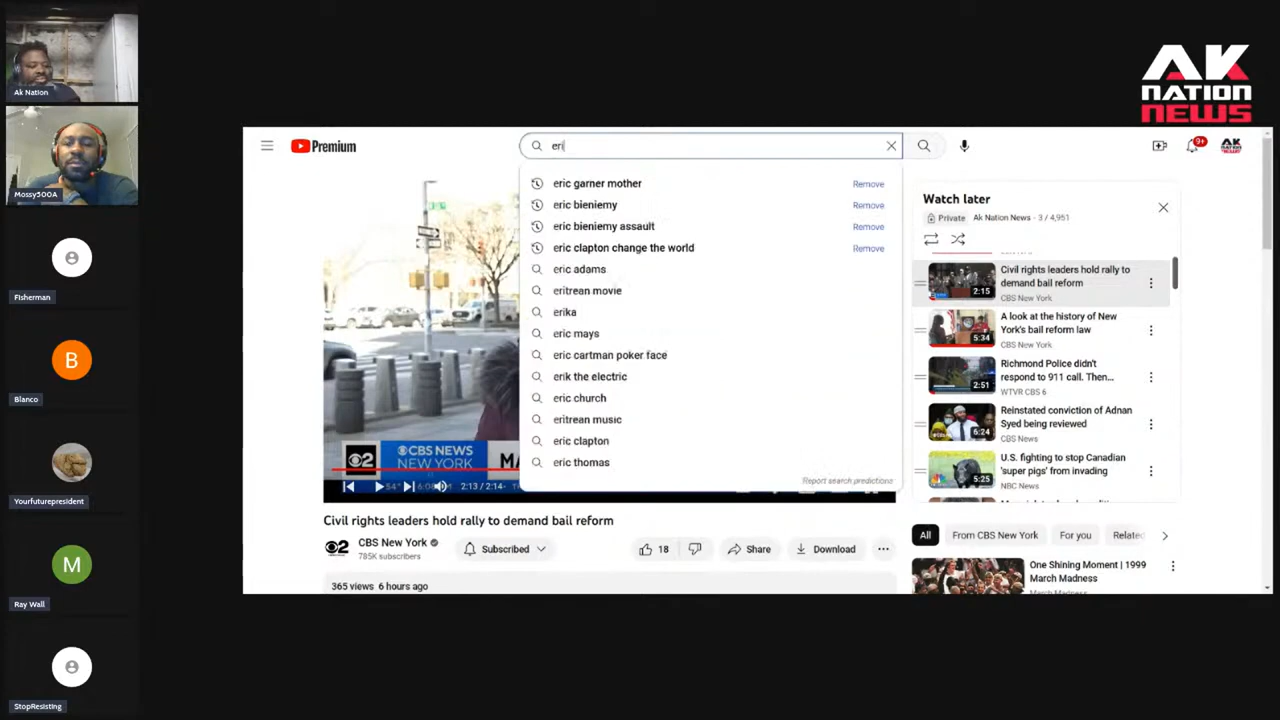 Ak Nation
Mossy500A
Fisherman
B
Blanco
Yourfuturepresident
M
Ray Wall
StopResisting
AK
NATION
NEWS
Premium
eri
9+
eric garner mother
Remove
eric bieniemy
Remove
eric bieniemy assault
Remove
eric clapton change the world
Remove
eric adams
eritrean movie
erika
eric mays
eric cartman poker face
erik the electric
eric church
eritrean music
eric clapton
eric thomas
Report search predictions
2 CBS NEWS
NEW YORK
54°
2:13 / 2:14
Civil rights leaders hold rally to demand bail reform
2
CBS New York
785K subscribers
Subscribed
18
Share
Download
365 views 6 hours ago
Watch later
Private Ak Nation News - 3 / 4,951
Civil rights leaders hold rally to
demand bail reform
CBS New York
2:15
A look at the history of New
York's bail reform law
CBS New York
5:34
Richmond Police didn't
respond to 911 call. Then...
WTVR CBS 6
2:51
Reinstated conviction of Adnan
Syed being reviewed
CBS News
6:24
U.S. fighting to stop Canadian
'super pigs' from invading
NBC News
5:25
All
From CBS New York
For you
Related
One Shining Moment | 1999
March Madness
March Madness